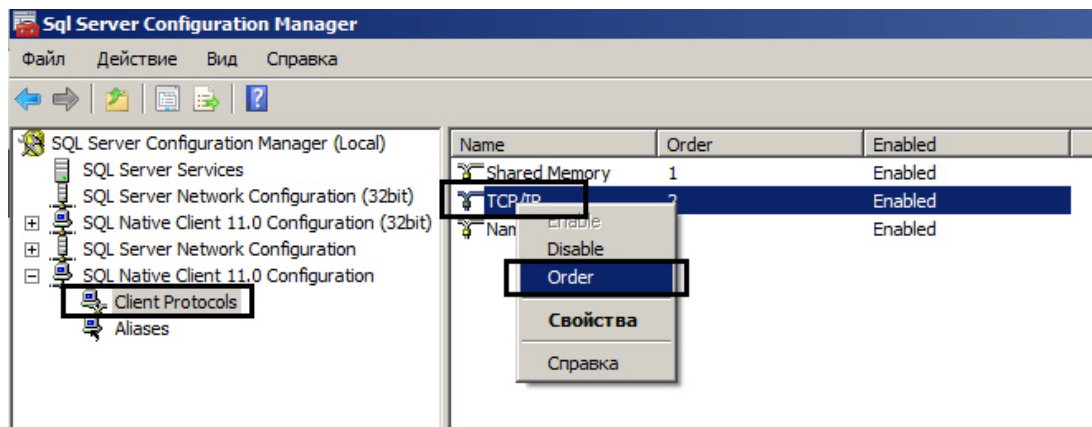 Sql Server Configuration Manager
Файл Действие Вид Справка
SQL Server Configuration Manager (Local)
SQL Server Services
SQL Server Network Configuration (32bit)
SQL Native Client 11.0 Configuration (32bit)
SQL Server Network Configuration
SQL Native Client 11.0 Configuration
Client Protocols
Aliases
Name Order Enabled
Shared Memory 1 Enabled
TCP/IP 2 Enabled
Nam Enabled
Enable
Disable
Order
Свойства
Справка